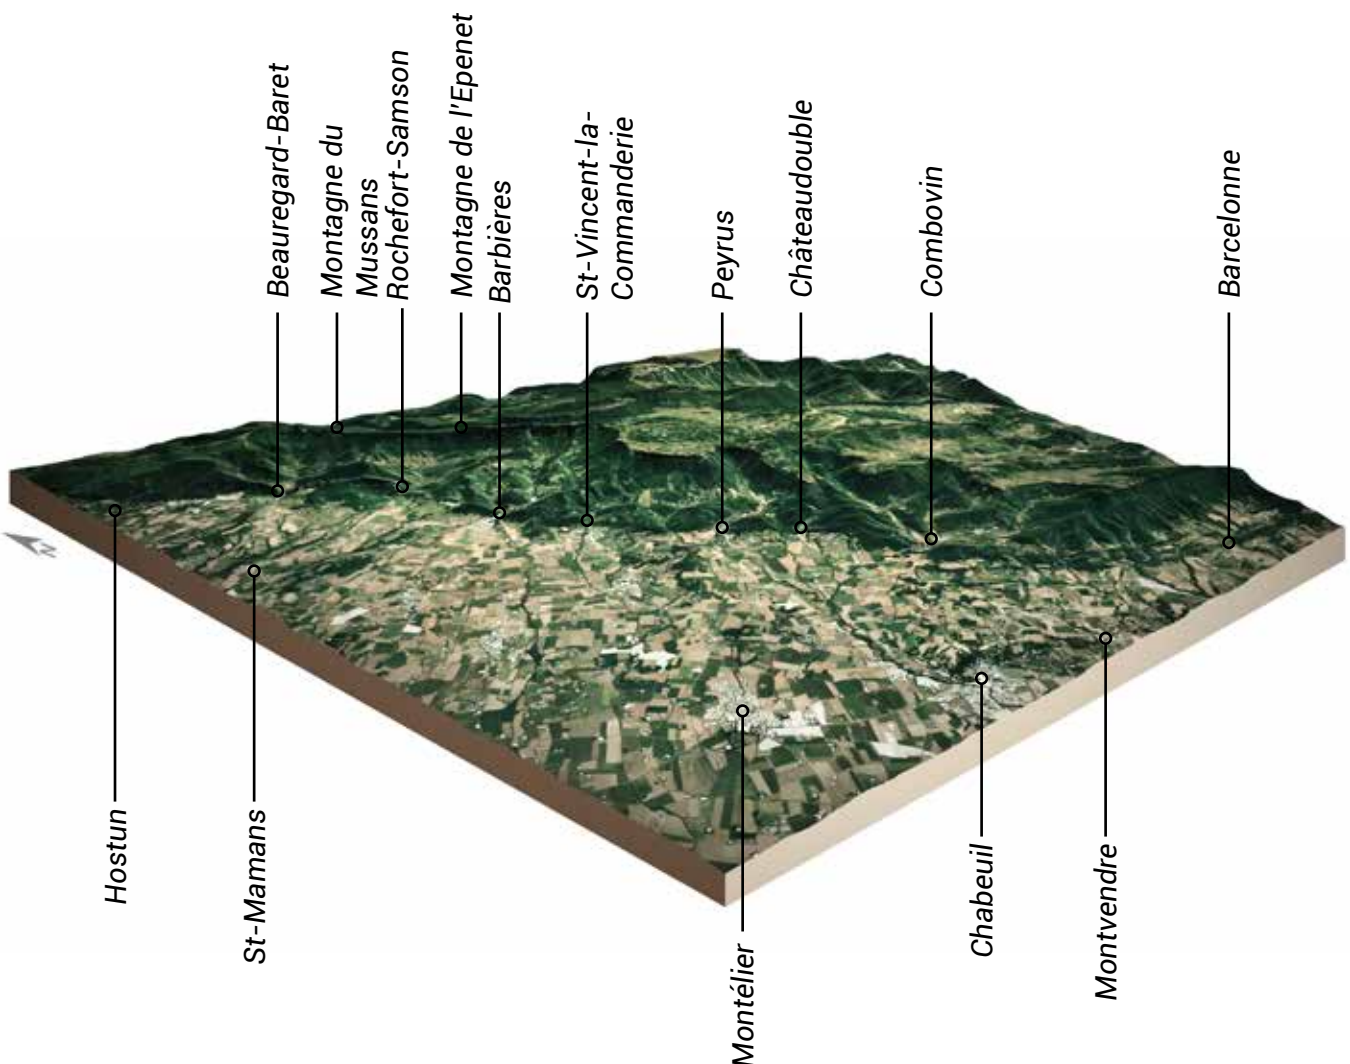 Beauregard-Baret
Montagne du
Mussans
Rochefort-Samson
Montagne de l'Epenet
Barbières
St-Vincent-la-
Commanderie
Peyrus
Châteaudouble
Combovin
Barcelonne
N
Hostun
St-Mamans
Montélier
Chabeuil
Montvendre